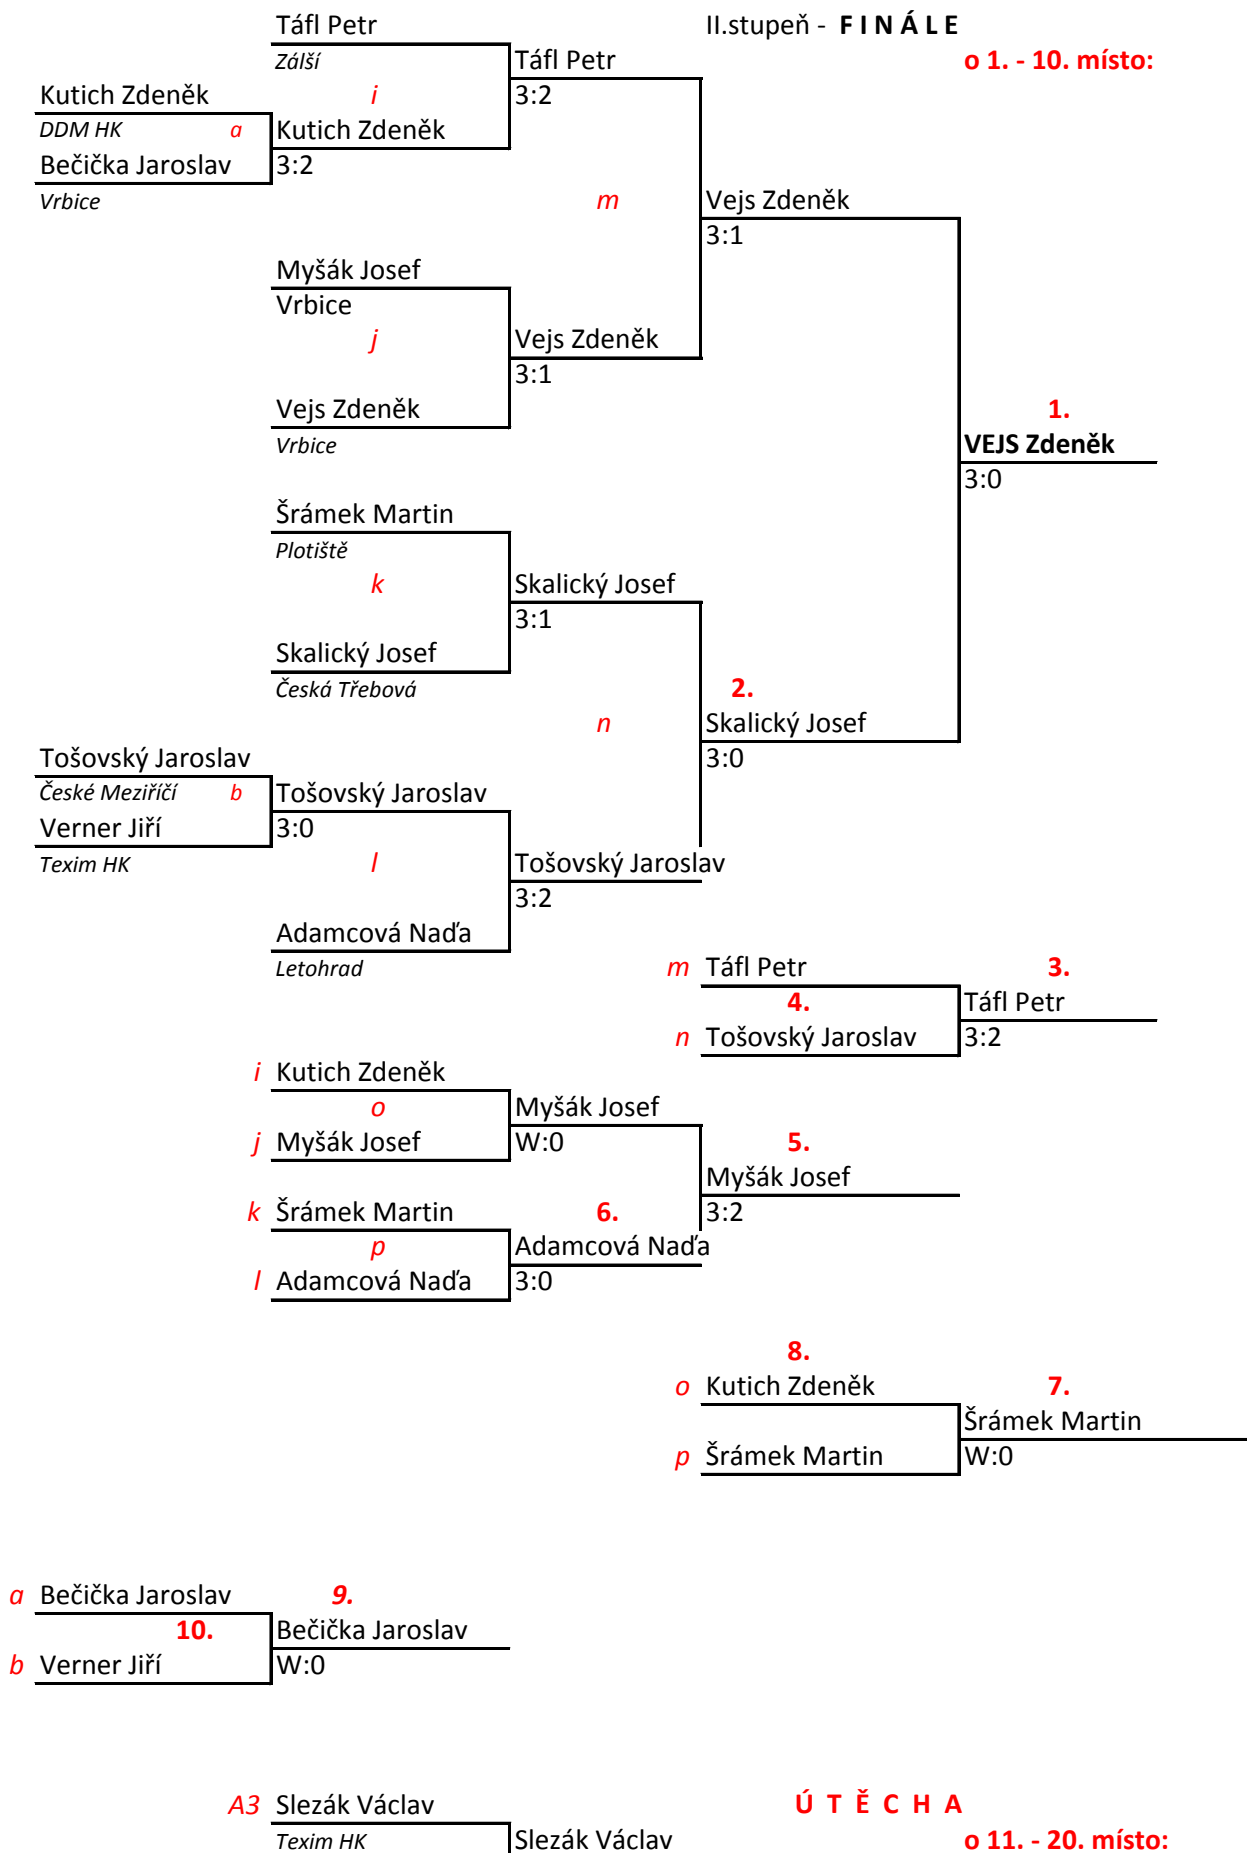 Táfl Petr II.stupeň - F I N Á L E
Zálší Táfl Petr o 1. - 10. místo:
Kutich Zdeněk i 3:2
DDM HK a Kutich Zdeněk
Bečička Jaroslav 3:2
Vrbice m Vejs Zdeněk
3:1
Myšák Josef
Vrbice
j Vejs Zdeněk
3:1
Vejs Zdeněk 1.
Vrbice VEJS Zdeněk
3:0
Šrámek Martin
Plotiště
k Skalický Josef
3:1
Skalický Josef
Česká Třebová 2.
n Skalický Josef
Tošovský Jaroslav 3:0
České Meziříčí b Tošovský Jaroslav
Verner Jiří 3:0
Texim HK l Tošovský Jaroslav
3:2
Adamcová Naďa
Letohrad m Táfl Petr 3.
4. Táfl Petr
n Tošovský Jaroslav 3:2
i Kutich Zdeněk
o Myšák Josef
j Myšák Josef W:0 5.
Myšák Josef
k Šrámek Martin 6. 3:2
p Adamcová Naďa
l Adamcová Naďa 3:0
8.
o Kutich Zdeněk 7.
Šrámek Martin
p Šrámek Martin W:0
a Bečička Jaroslav 9.
10. Bečička Jaroslav
b Verner Jiří W:0
A3 Slezák Václav Ú T Ě C H A
Texim HK Slezák Václav o 11. - 20. místo: